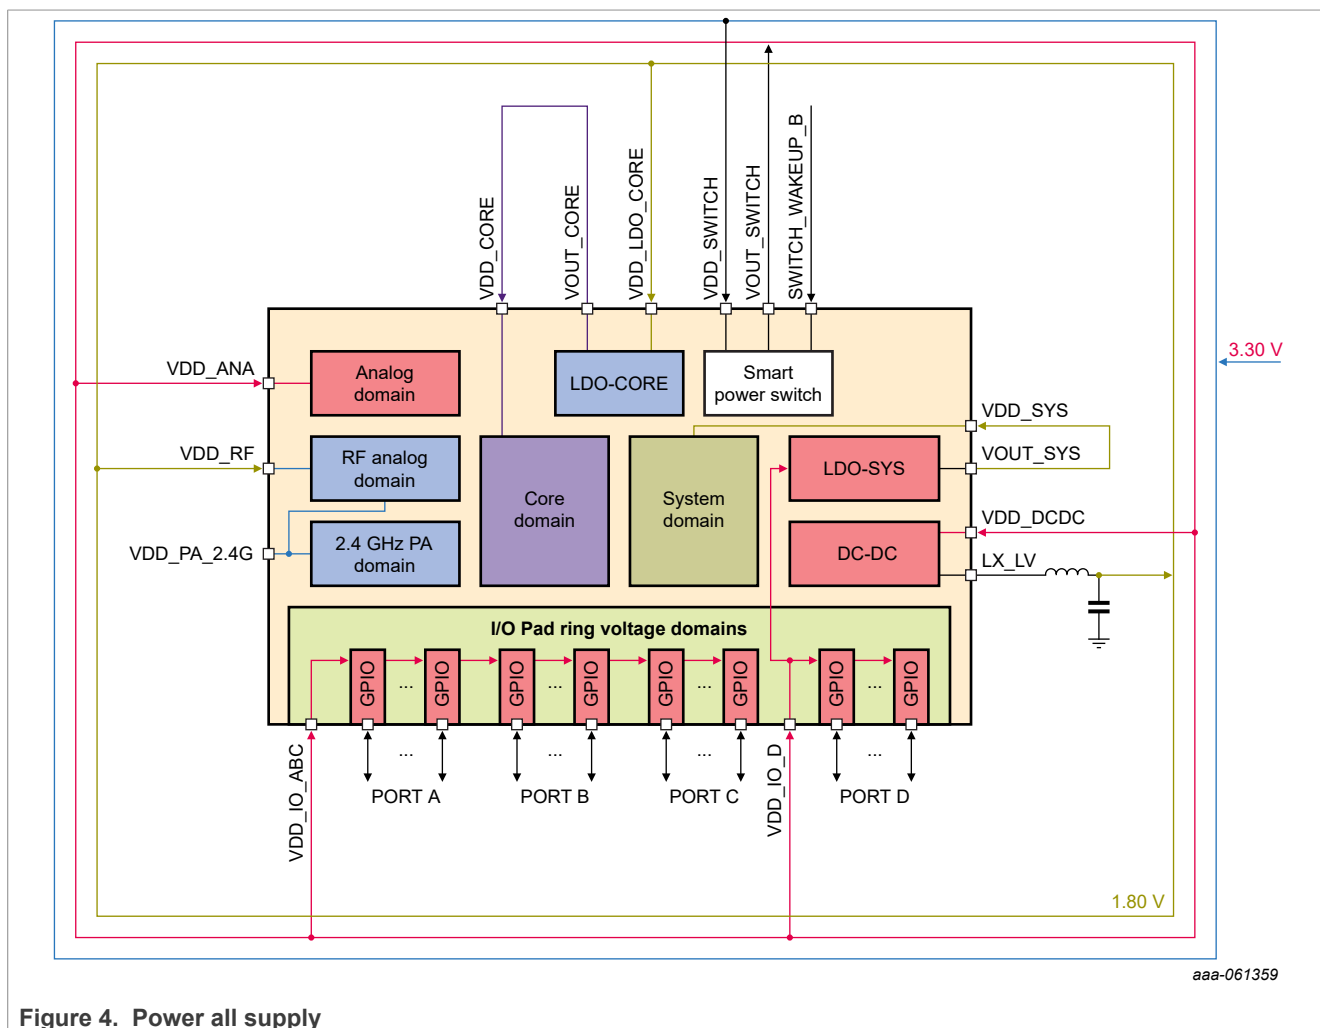 VDD_CORE
VOUT_CORE
VDD_LDO_CORE
VDD_SWITCH
VOUT_SWITCH
SWITCH_WAKEUP_B
3.30 V
VDD_ANA
Analog
domain
LDO-CORE
Smart
power switch
VDD_SYS
VDD_RF
RF analog
domain
Core
domain
System
domain
LDO-SYS
VOUT_SYS
VDD_PA_2.4G
2.4 GHz PA
domain
DC-DC
VDD_DCDC
LX_LV
I/O Pad ring voltage domains
GPIO
...
GPIO
GPIO
...
GPIO
GPIO
...
GPIO
GPIO
...
GPIO
VDD_IO_ABC
...
PORT A
...
PORT B
...
PORT C
VDD_IO_D
...
PORT D
1.80 V
aaa-061359
Figure 4. Power all supply